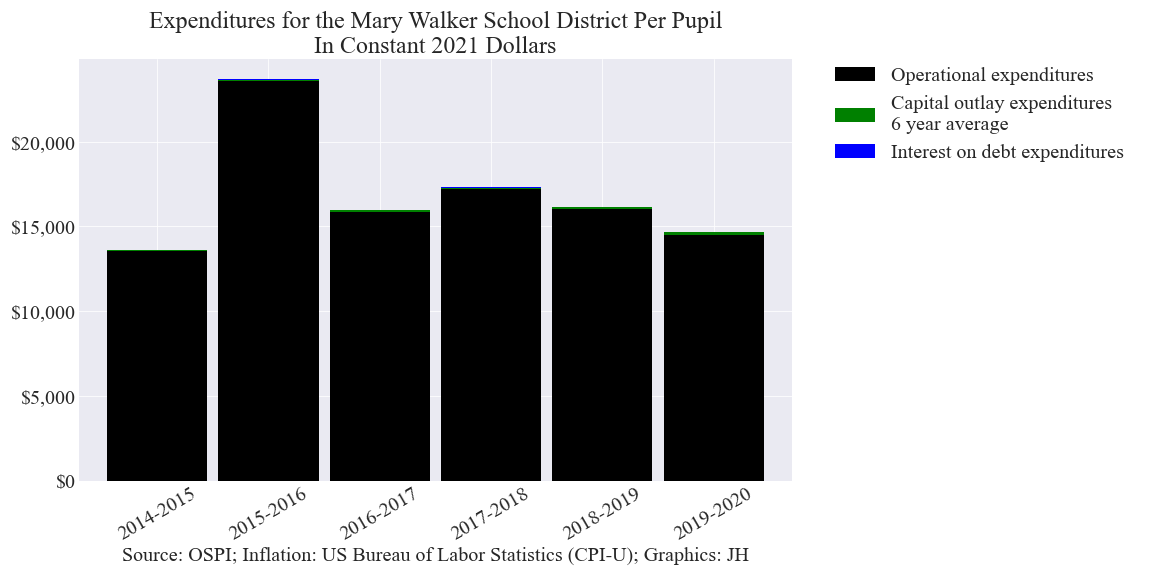 Expenditures for the Mary Walker School District Per Pupil
In Constant 2021 Dollars
Operational expenditures
Capital outlay expenditures
6 year average
Interest on debt expenditures
$20,000
$15,000
$10,000
$5,000
$0
2014-2015
2015-2016
2016-2017
2017-2018
2018-2019
2019-2020
Source: OSPI; Inflation: US Bureau of Labor Statistics (CPI-U); Graphics: JH